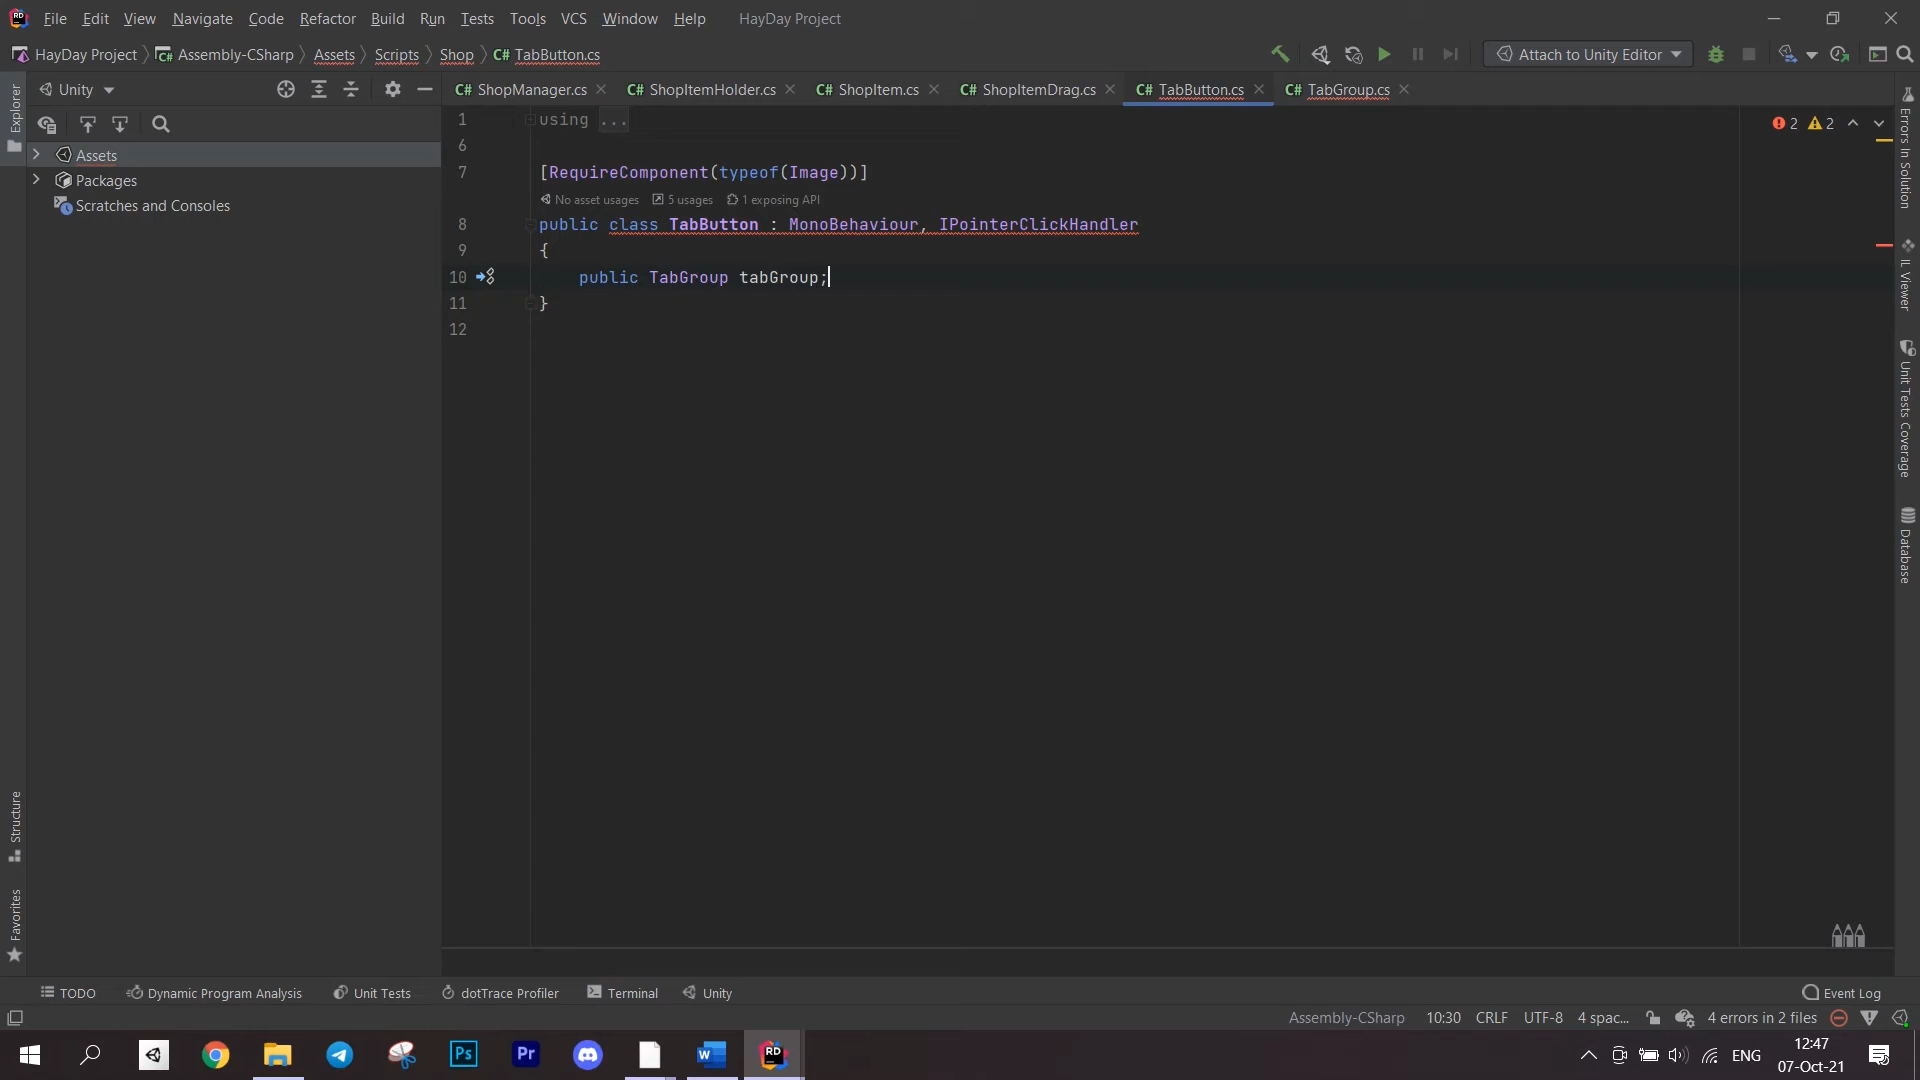 File Edit View Navigate Code Refactor Build Run Tests Tools VCS Window Help HayDay Project
HayDay Project Assembly-CSharp Assets Scripts Shop C# TabButton.cs
Attach to Unity Editor
Explorer
Unity
C# ShopManager.cs C# ShopItemHolder.cs C# ShopItem.cs C# ShopItemDrag.cs C# TabButton.cs C# TabGroup.cs
Assets
Packages
Scratches and Consoles
1 using ...
2 2
6
7 [RequireComponent(typeof(Image))]
No asset usages 5 usages 1 exposing API
8 public class TabButton : MonoBehaviour, IPointerClickHandler
9 {
10 public TabGroup tabGroup;
11 }
12
Errors In Solution
IL Viewer
Unit Tests Coverage
Database
Structure
Favorites
TODO Dynamic Program Analysis Unit Tests dotTrace Profiler Terminal Unity Event Log
Assembly-CSharp 10:30 CRLF UTF-8 4 spac... 4 errors in 2 files
Ps Pr W RD ENG
12:47
07-Oct-21